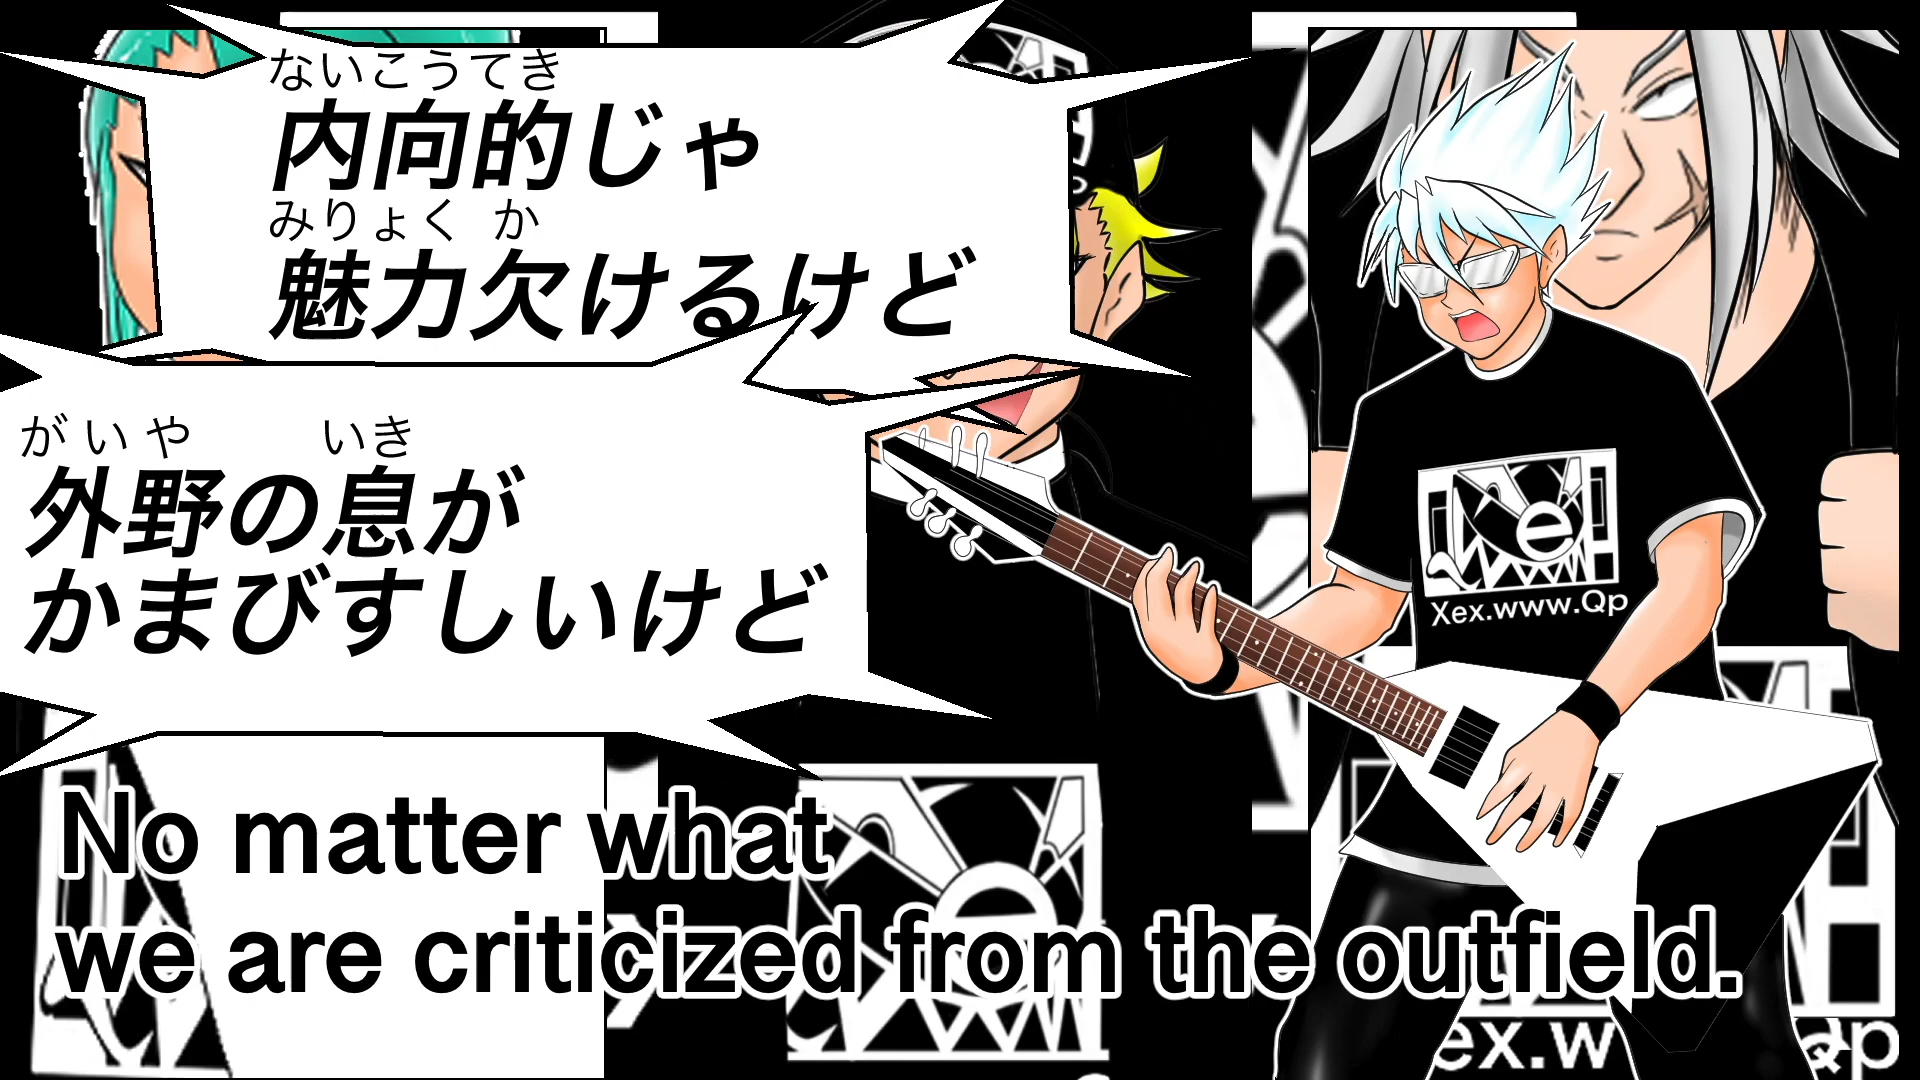 ないこうてき
内向的じゃ
みりょく か
魅力欠けるけど
がいや いき
外野の息が
かまびすしいけど
e
Xex.www.Qp
No matter what
we are criticized from the outfield.
ex.w
Qp